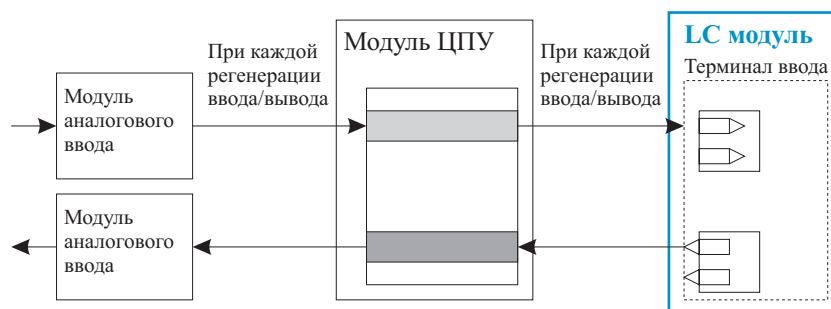 Модуль
аналогового
ввода
При каждой
регенерации
ввода/вывода
Модуль ЦПУ
При каждой
регенерации
ввода/вывода
LC модуль
Терминал ввода
Модуль
аналогового
ввода